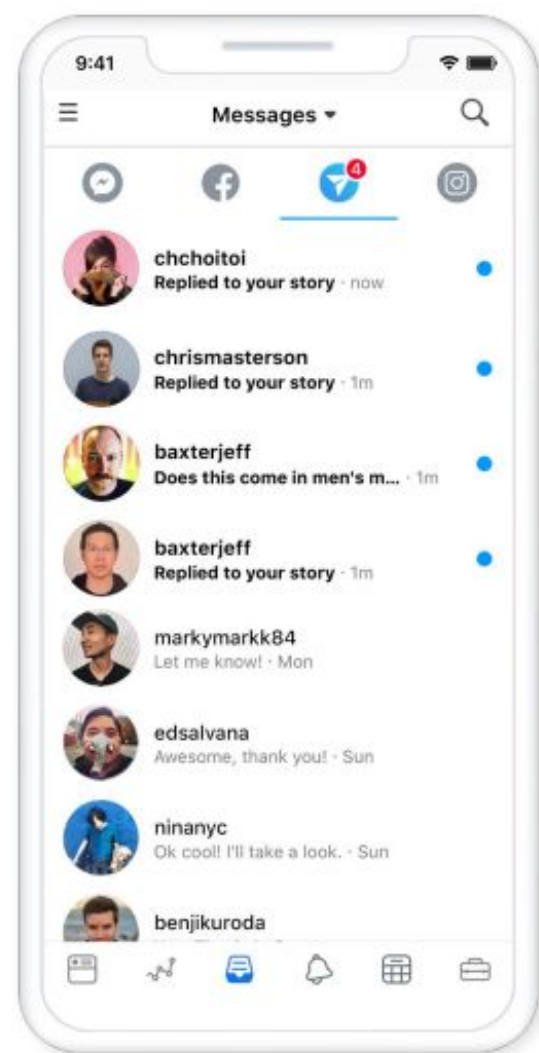 9:41
Messages
4
chchoitoi
Replied to your story · now
chrismasterson
Replied to your story · 1m
baxterjeff
Does this come in men's m... · 1m
baxterjeff
Replied to your story · 1m
markymarkk84
Let me know! · Mon
edsalvana
Awesome, thank you! · Sun
ninanyc
Ok cool! I'll take a look. · Sun
benjikuroda